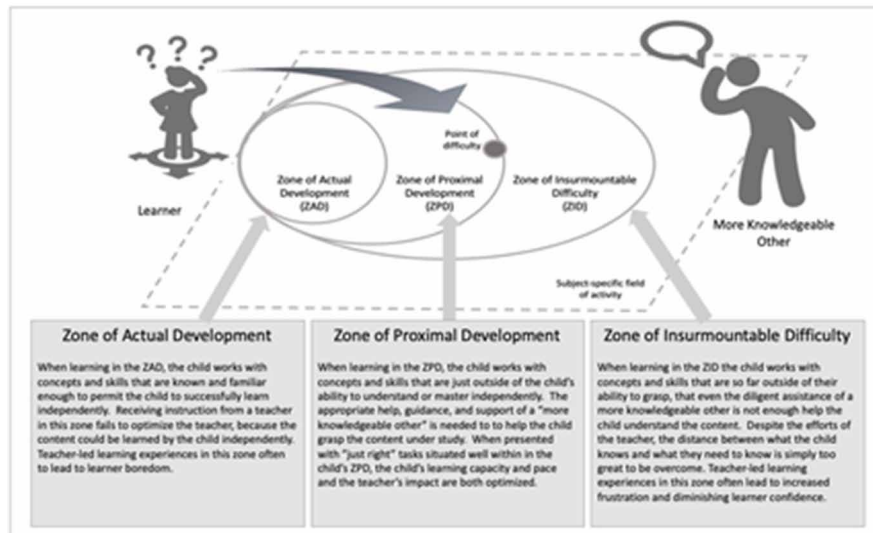 ? ? ?
Point of
difficulty
Zone of Actual
Development
(ZAD)
Zone of Proximal
Development
(ZPD)
Zone of Insurmountable
Difficulty
(ZID)
Learner
More Knowledgeable
Other
Subject-specific field
of activity
Zone of Actual Development
When learning in the ZAD, the child works with
concepts and skills that are known and familiar
enough to permit the child to successfully learn
independently. Receiving instruction from a teacher
in this zone fails to optimize the teacher, because the
content could be learned by the child independently.
Teacher-led learning experiences in this zone often
to lead to learner boredom.
Zone of Proximal Development
When learning in the ZPD, the child works with
concepts and skills that are just outside of the child's
ability to understand or master independently. The
appropriate help, guidance, and support of a "more
knowledgeable other" is needed to to help the child
grasp the content under study. When presented
with "just right" tasks situated well within in the
child's ZPD, the child's learning capacity and pace
and the teacher's impact are both optimized.
Zone of Insurmountable Difficulty
When learning in the ZID the child works with
concepts and skills that are so far outside of their
ability to grasp, that even the diligent assistance of a
more knowledgeable other is not enough help the
child understand the content. Despite the efforts of
the teacher, the distance between what the child
knows and what they need to know is simply too
great to be overcome. Teacher-led learning
experiences in this zone often lead to increased
frustration and diminishing learner confidence.